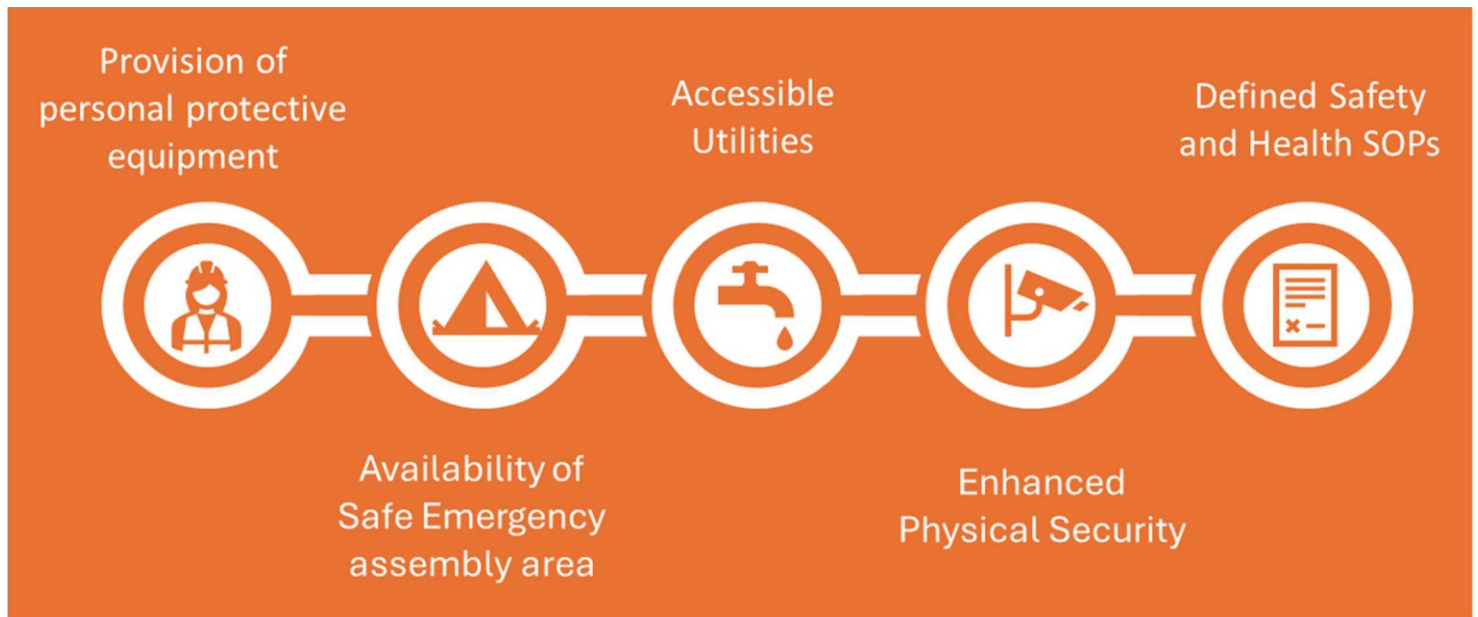 Provision of
personal protective
equipment
Availability of
Safe Emergency
assembly area
Accessible
Utilities
Enhanced
Physical Security
Defined Safety
and Health SOPs